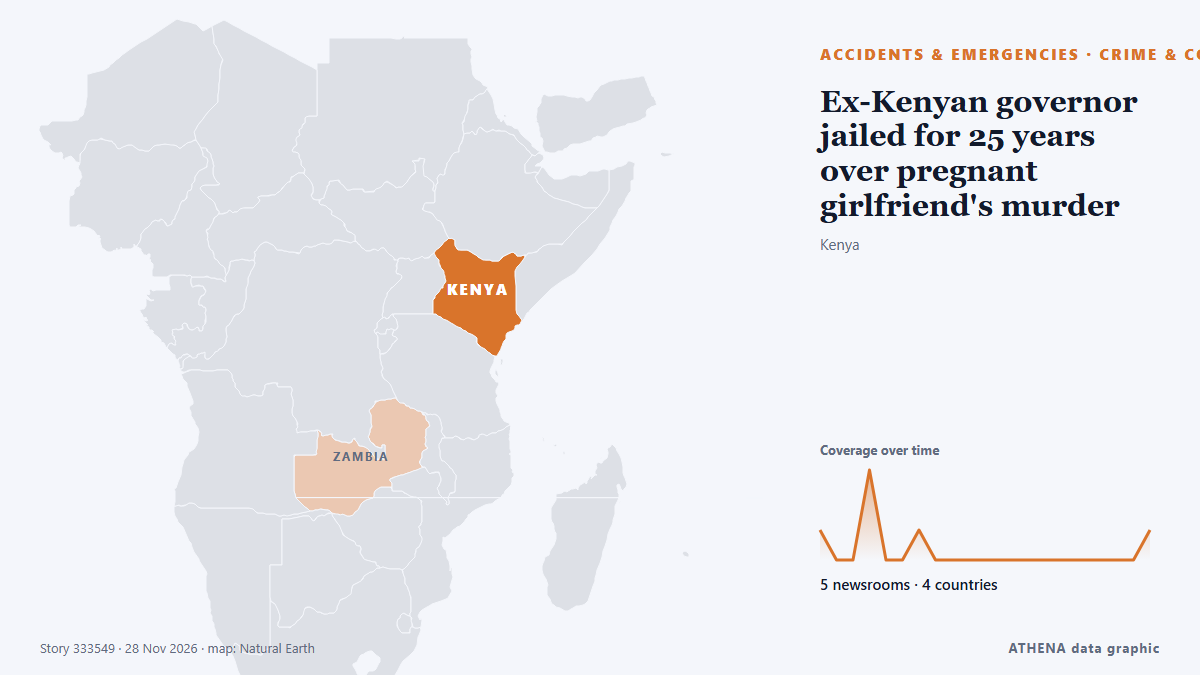 ACCIDENTS & EMERGENCIES · CRIME &
Ex-Kenyan governor
jailed for 25 years
over pregnant
girlfriend's murder
Kenya
KENYA
ZAMBIA
Coverage over time
5 newsrooms · 4 countries
Story 333549 · 28 Nov 2026 · map: Natural Earth
ATHENA data graphic